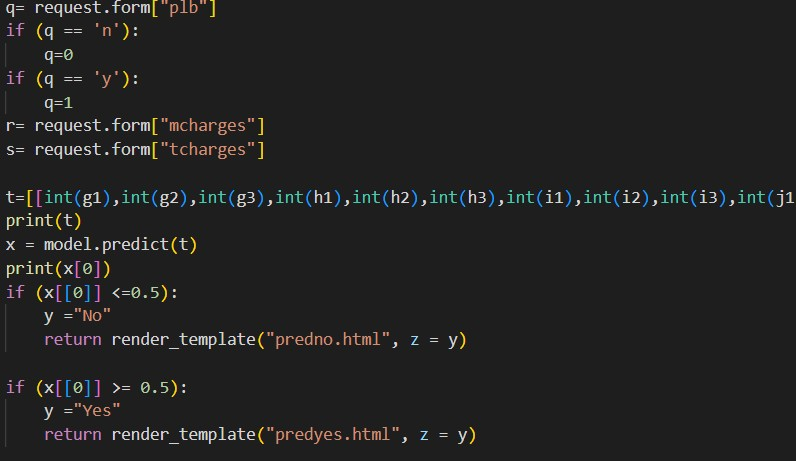 q= request.form["plb"]
if (q == 'n'):
    q=0
if (q == 'y'):
    q=1
r= request.form["mcharges"]
s= request.form["tcharges"]

t=[[int(g1),int(g2),int(g3),int(h1),int(h2),int(h3),int(i1),int(i2),int(i3),int(j1
print(t)
x = model.predict(t)
print(x[0])
if (x[[0]] <=0.5):
    y ="No"
    return render_template("predno.html", z = y)

if (x[[0]] >= 0.5):
    y ="Yes"
    return render_template("predyes.html", z = y)